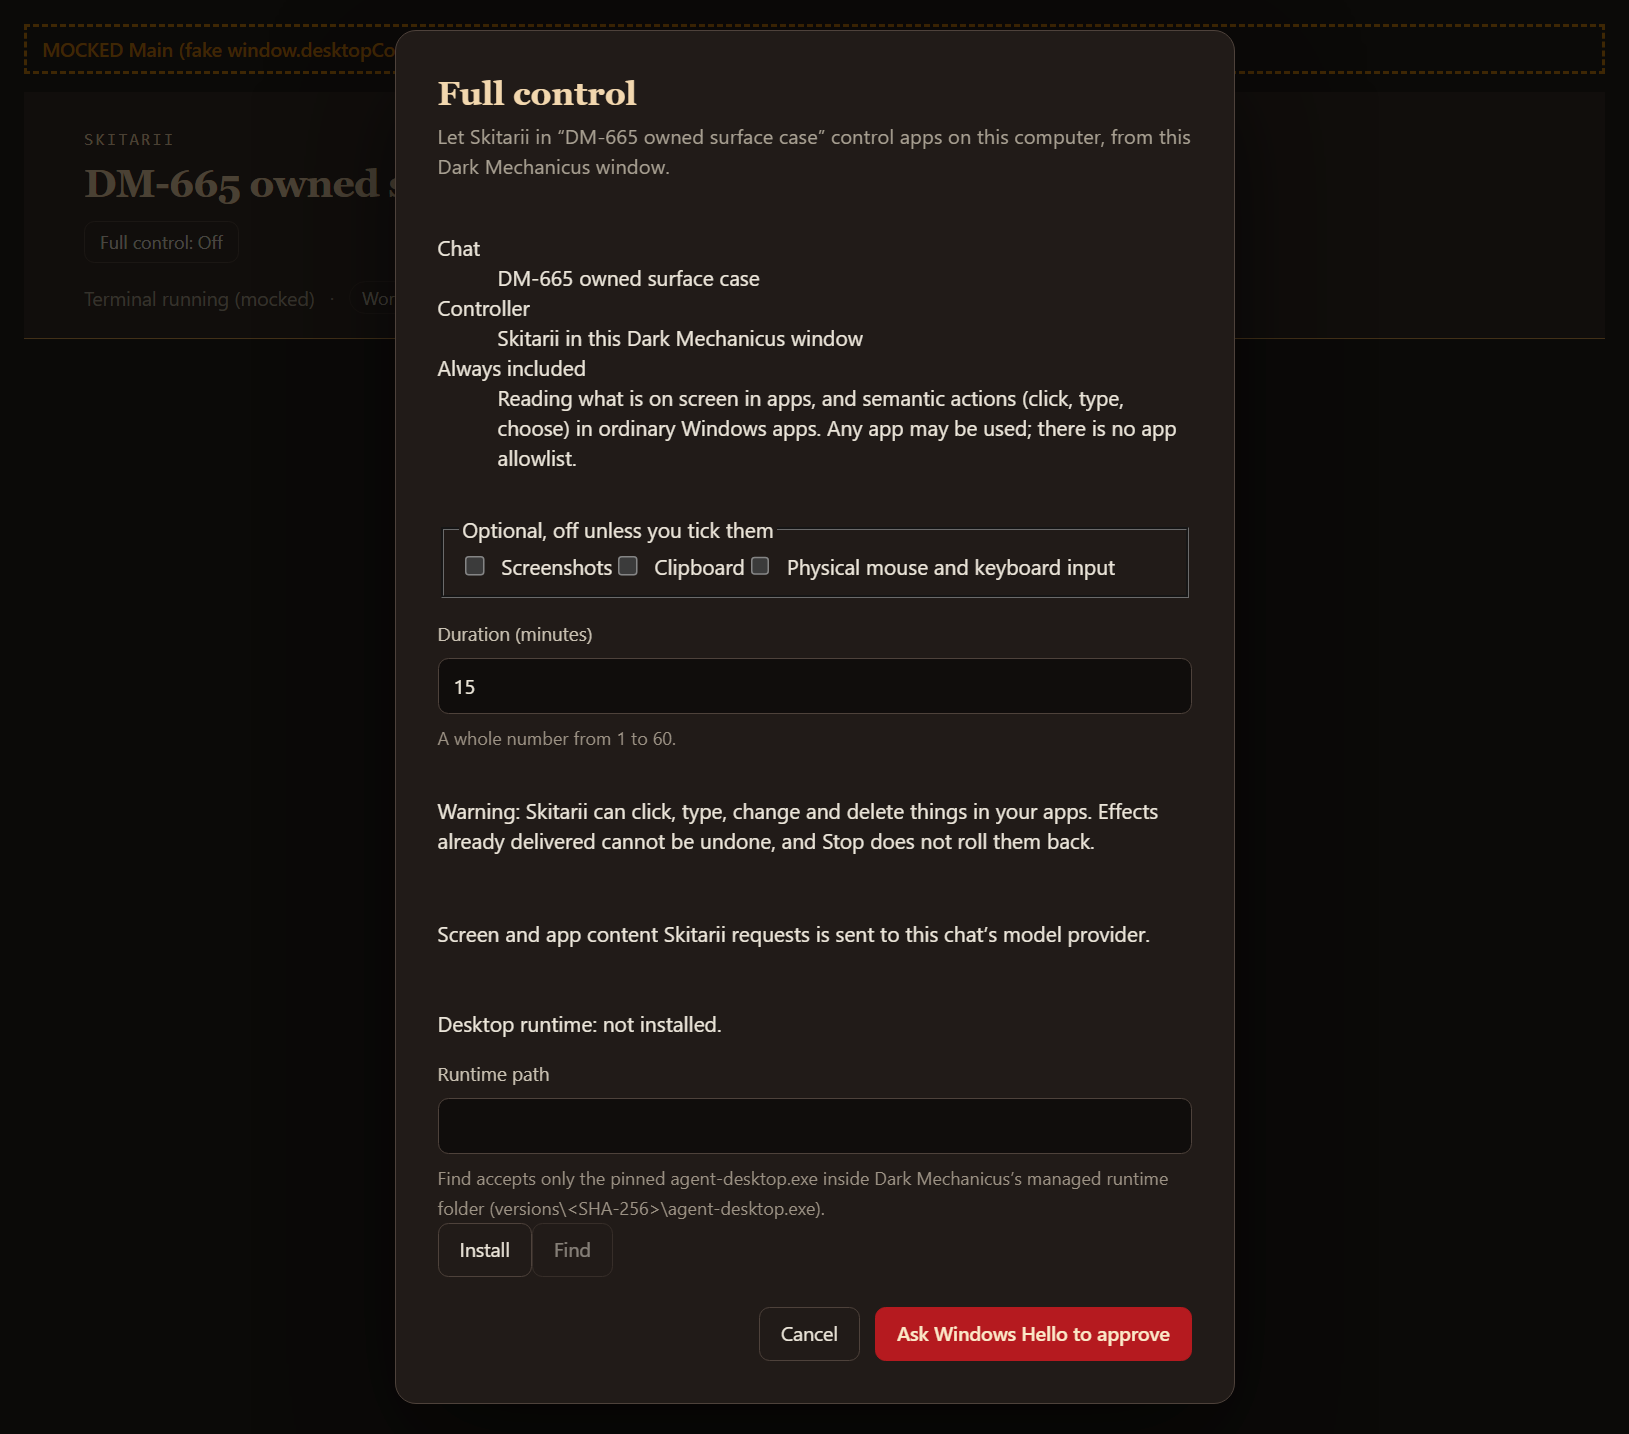 MOCKED Main (fake window.desktopCo
SKITARII
DM-665 owned s
Full control: Off
Terminal running (mocked) · Wor
Full control
Let Skitarii in “DM-665 owned surface case” control apps on this computer, from this
Dark Mechanicus window.
Chat
DM-665 owned surface case
Controller
Skitarii in this Dark Mechanicus window
Always included
Reading what is on screen in apps, and semantic actions (click, type,
choose) in ordinary Windows apps. Any app may be used; there is no app
allowlist.
Optional, off unless you tick them
Screenshots Clipboard Physical mouse and keyboard input
Duration (minutes)
15
A whole number from 1 to 60.
Warning: Skitarii can click, type, change and delete things in your apps. Effects
already delivered cannot be undone, and Stop does not roll them back.
Screen and app content Skitarii requests is sent to this chat’s model provider.
Desktop runtime: not installed.
Runtime path
Find accepts only the pinned agent-desktop.exe inside Dark Mechanicus’s managed runtime
folder (versions\<SHA-256>\agent-desktop.exe).
Install Find
Cancel Ask Windows Hello to approve